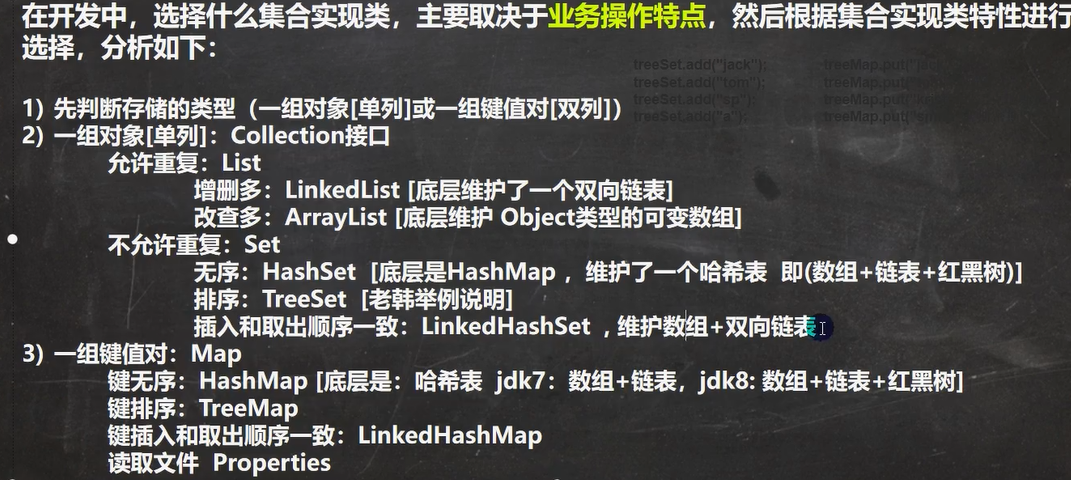 在开发中，选择什么集合实现类，主要取决于业务操作特点，然后根据集合实现类特性进行
选择，分析如下：
treeSet.add("jack");
treeSet.add("tom");
treeSet.add("sp");
treeSet.add("a");
treeMap.put(
treeMap.put(
treeMap.put(
treeMap.put(
1) 先判断存储的类型（一组对象[单列]或一组键值对[双列]）
2) 一组对象[单列]：Collection接口
允许重复：List
增删多：LinkedList [底层维护了一个双向链表]
改查多：ArrayList [底层维护 Object类型的可变数组]
不允许重复：Set
无序：HashSet [底层是HashMap ，维护了一个哈希表 即(数组+链表+红黑树)]
排序：TreeSet [老韩举例说明]
插入和取出顺序一致：LinkedHashSet , 维护数组+双向链表
3) 一组键值对：Map
键无序：HashMap [底层是：哈希表 jdk7：数组+链表，jdk8: 数组+链表+红黑树]
键排序：TreeMap
键插入和取出顺序一致：LinkedHashMap
读取文件 Properties